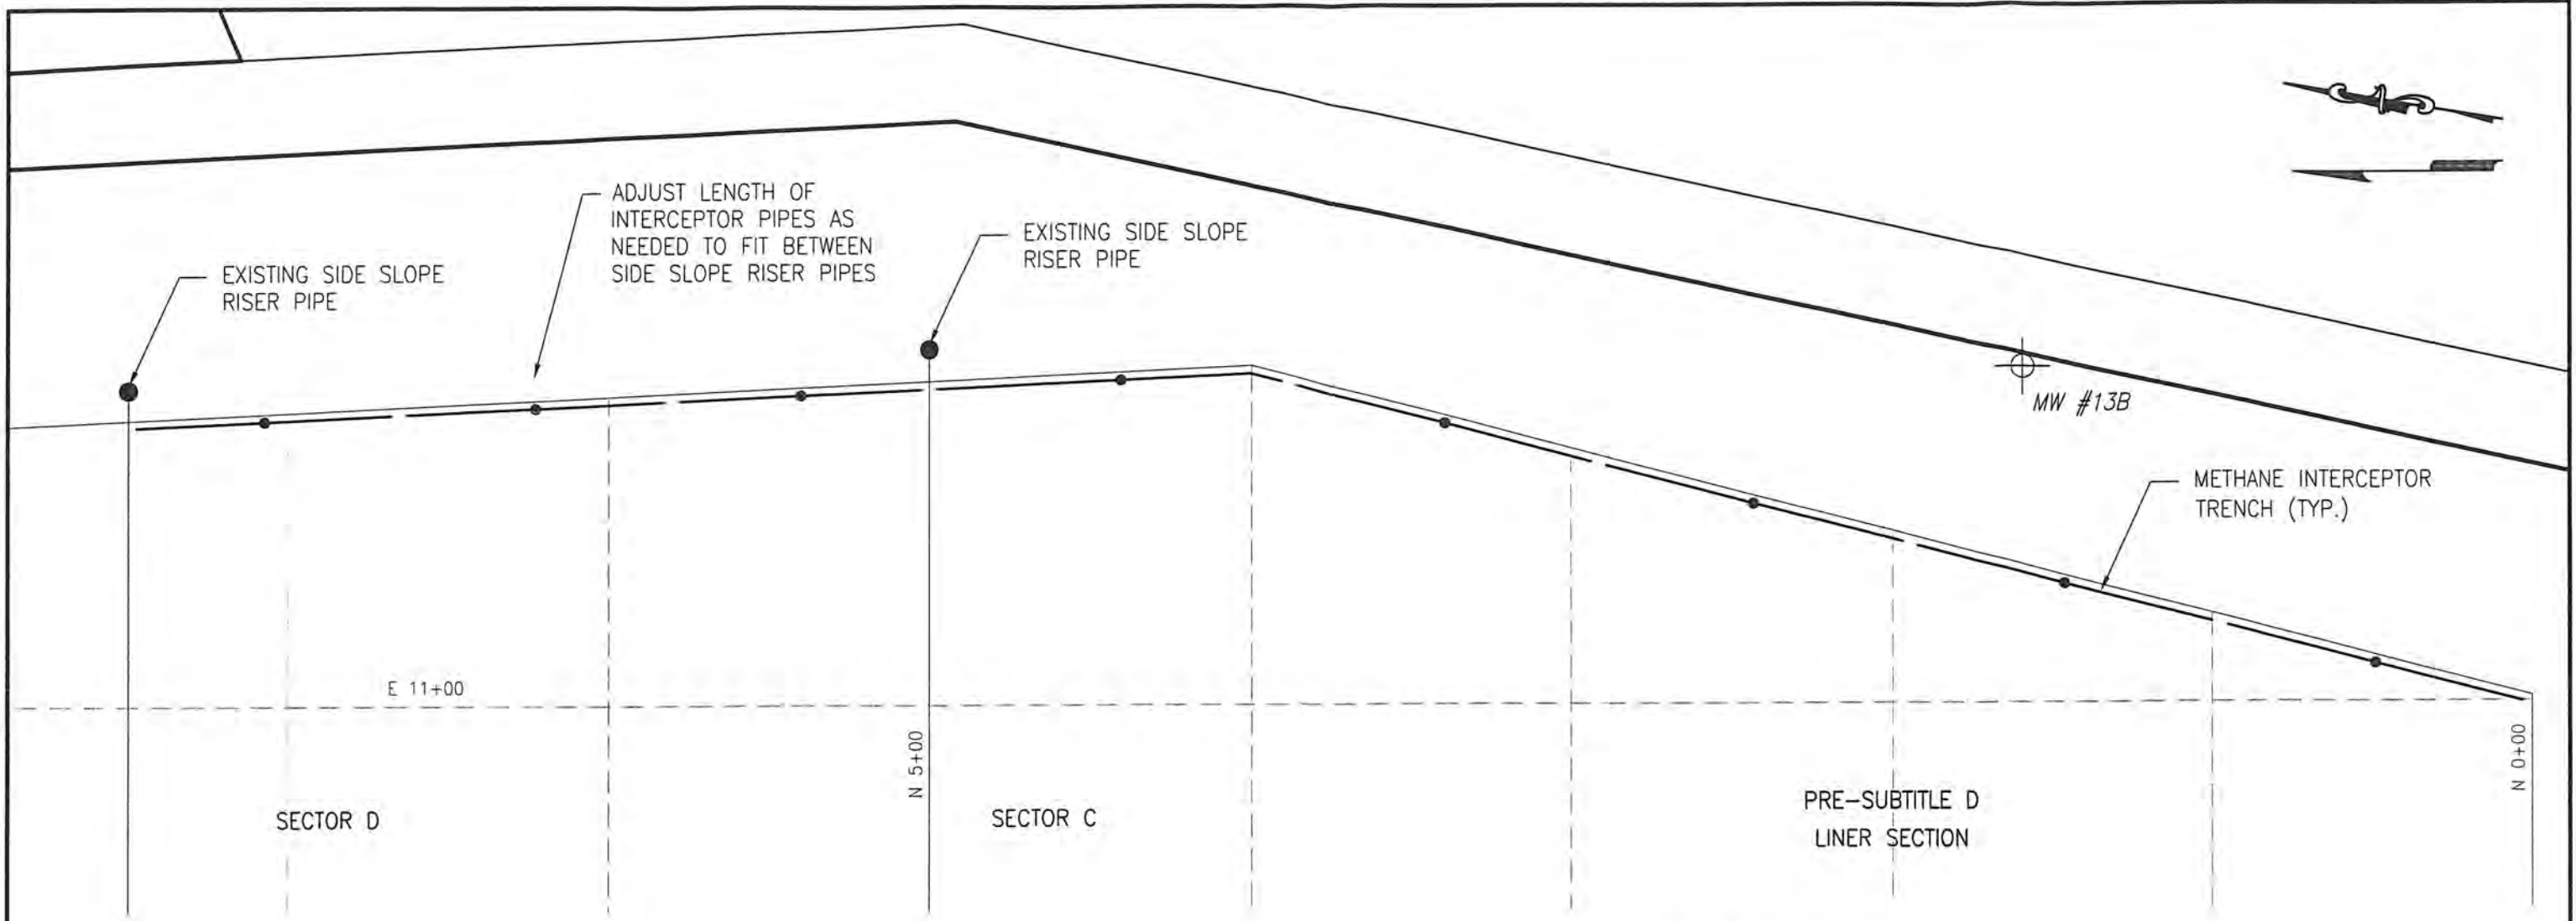 ADJUST LENGTH OF
INTERCEPTOR PIPES AS
NEEDED TO FIT BETWEEN
SIDE SLOPE RISER PIPES
EXISTING SIDE SLOPE
RISER PIPE
EXISTING SIDE SLOPE
RISER PIPE
MW #13B
METHANE INTERCEPTOR
TRENCH (TYP.)
E 11+00
N 5+00
N 0+00
SECTOR D
SECTOR C
PRE-SUBTITLE D
LINER SECTION